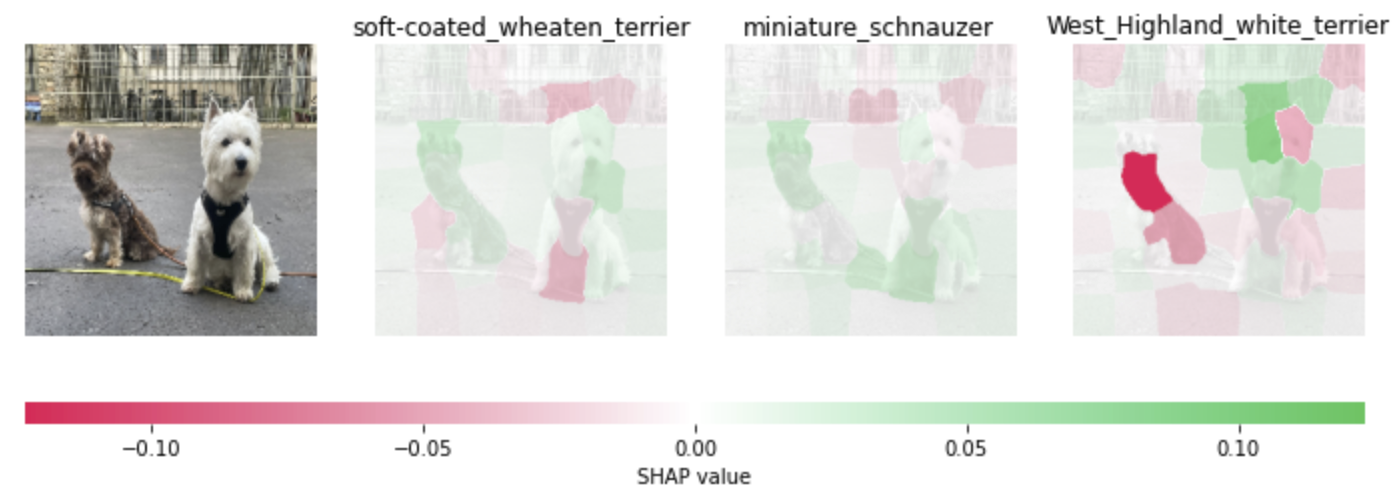 soft-coated_wheaten_terrier
miniature_schnauzer
West_Highland_white_terrier
−0.10 −0.05 0.00 0.05 0.10
SHAP value